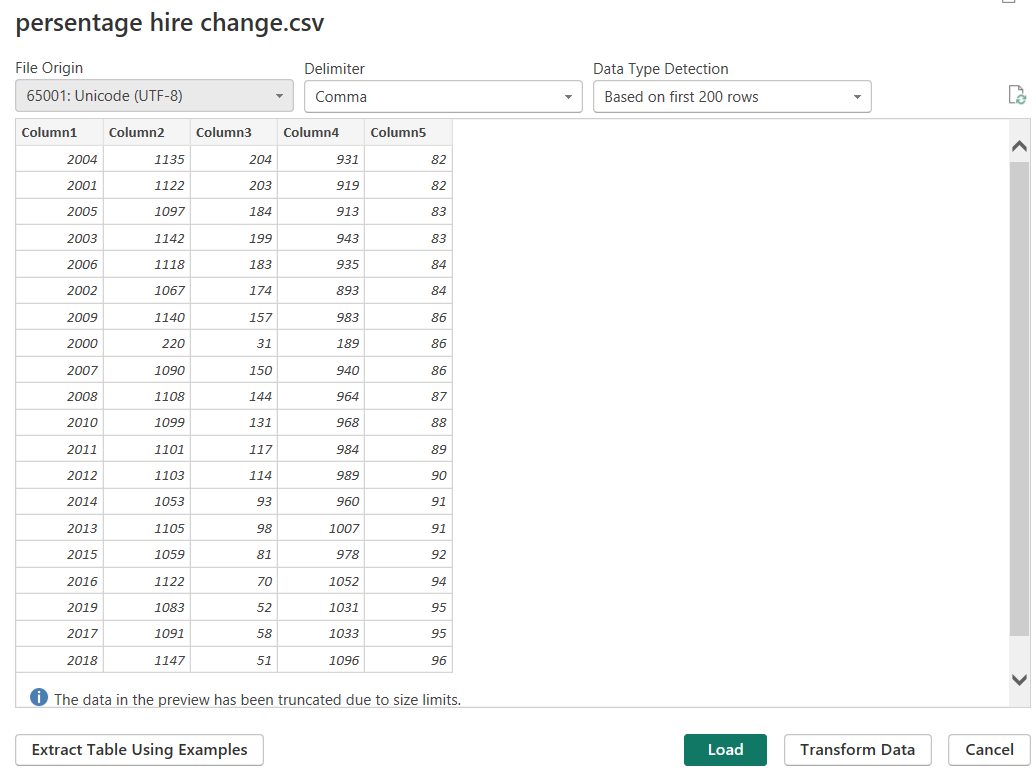 persentage hire change.csv
File Origin
Delimiter
Data Type Detection
65001: Unicode (UTF-8)
Comma
Based on first 200 rows
Column1 Column2 Column3 Column4 Column5
2004 1135 204 931 82
2001 1122 203 919 82
2005 1097 184 913 83
2003 1142 199 943 83
2006 1118 183 935 84
2002 1067 174 893 84
2009 1140 157 983 86
2000 220 31 189 86
2007 1090 150 940 86
2008 1108 144 964 87
2010 1099 131 968 88
2011 1101 117 984 89
2012 1103 114 989 90
2014 1053 93 960 91
2013 1105 98 1007 91
2015 1059 81 978 92
2016 1122 70 1052 94
2019 1083 52 1031 95
2017 1091 58 1033 95
2018 1147 51 1096 96
The data in the preview has been truncated due to size limits.
Extract Table Using Examples
Load
Transform Data
Cancel